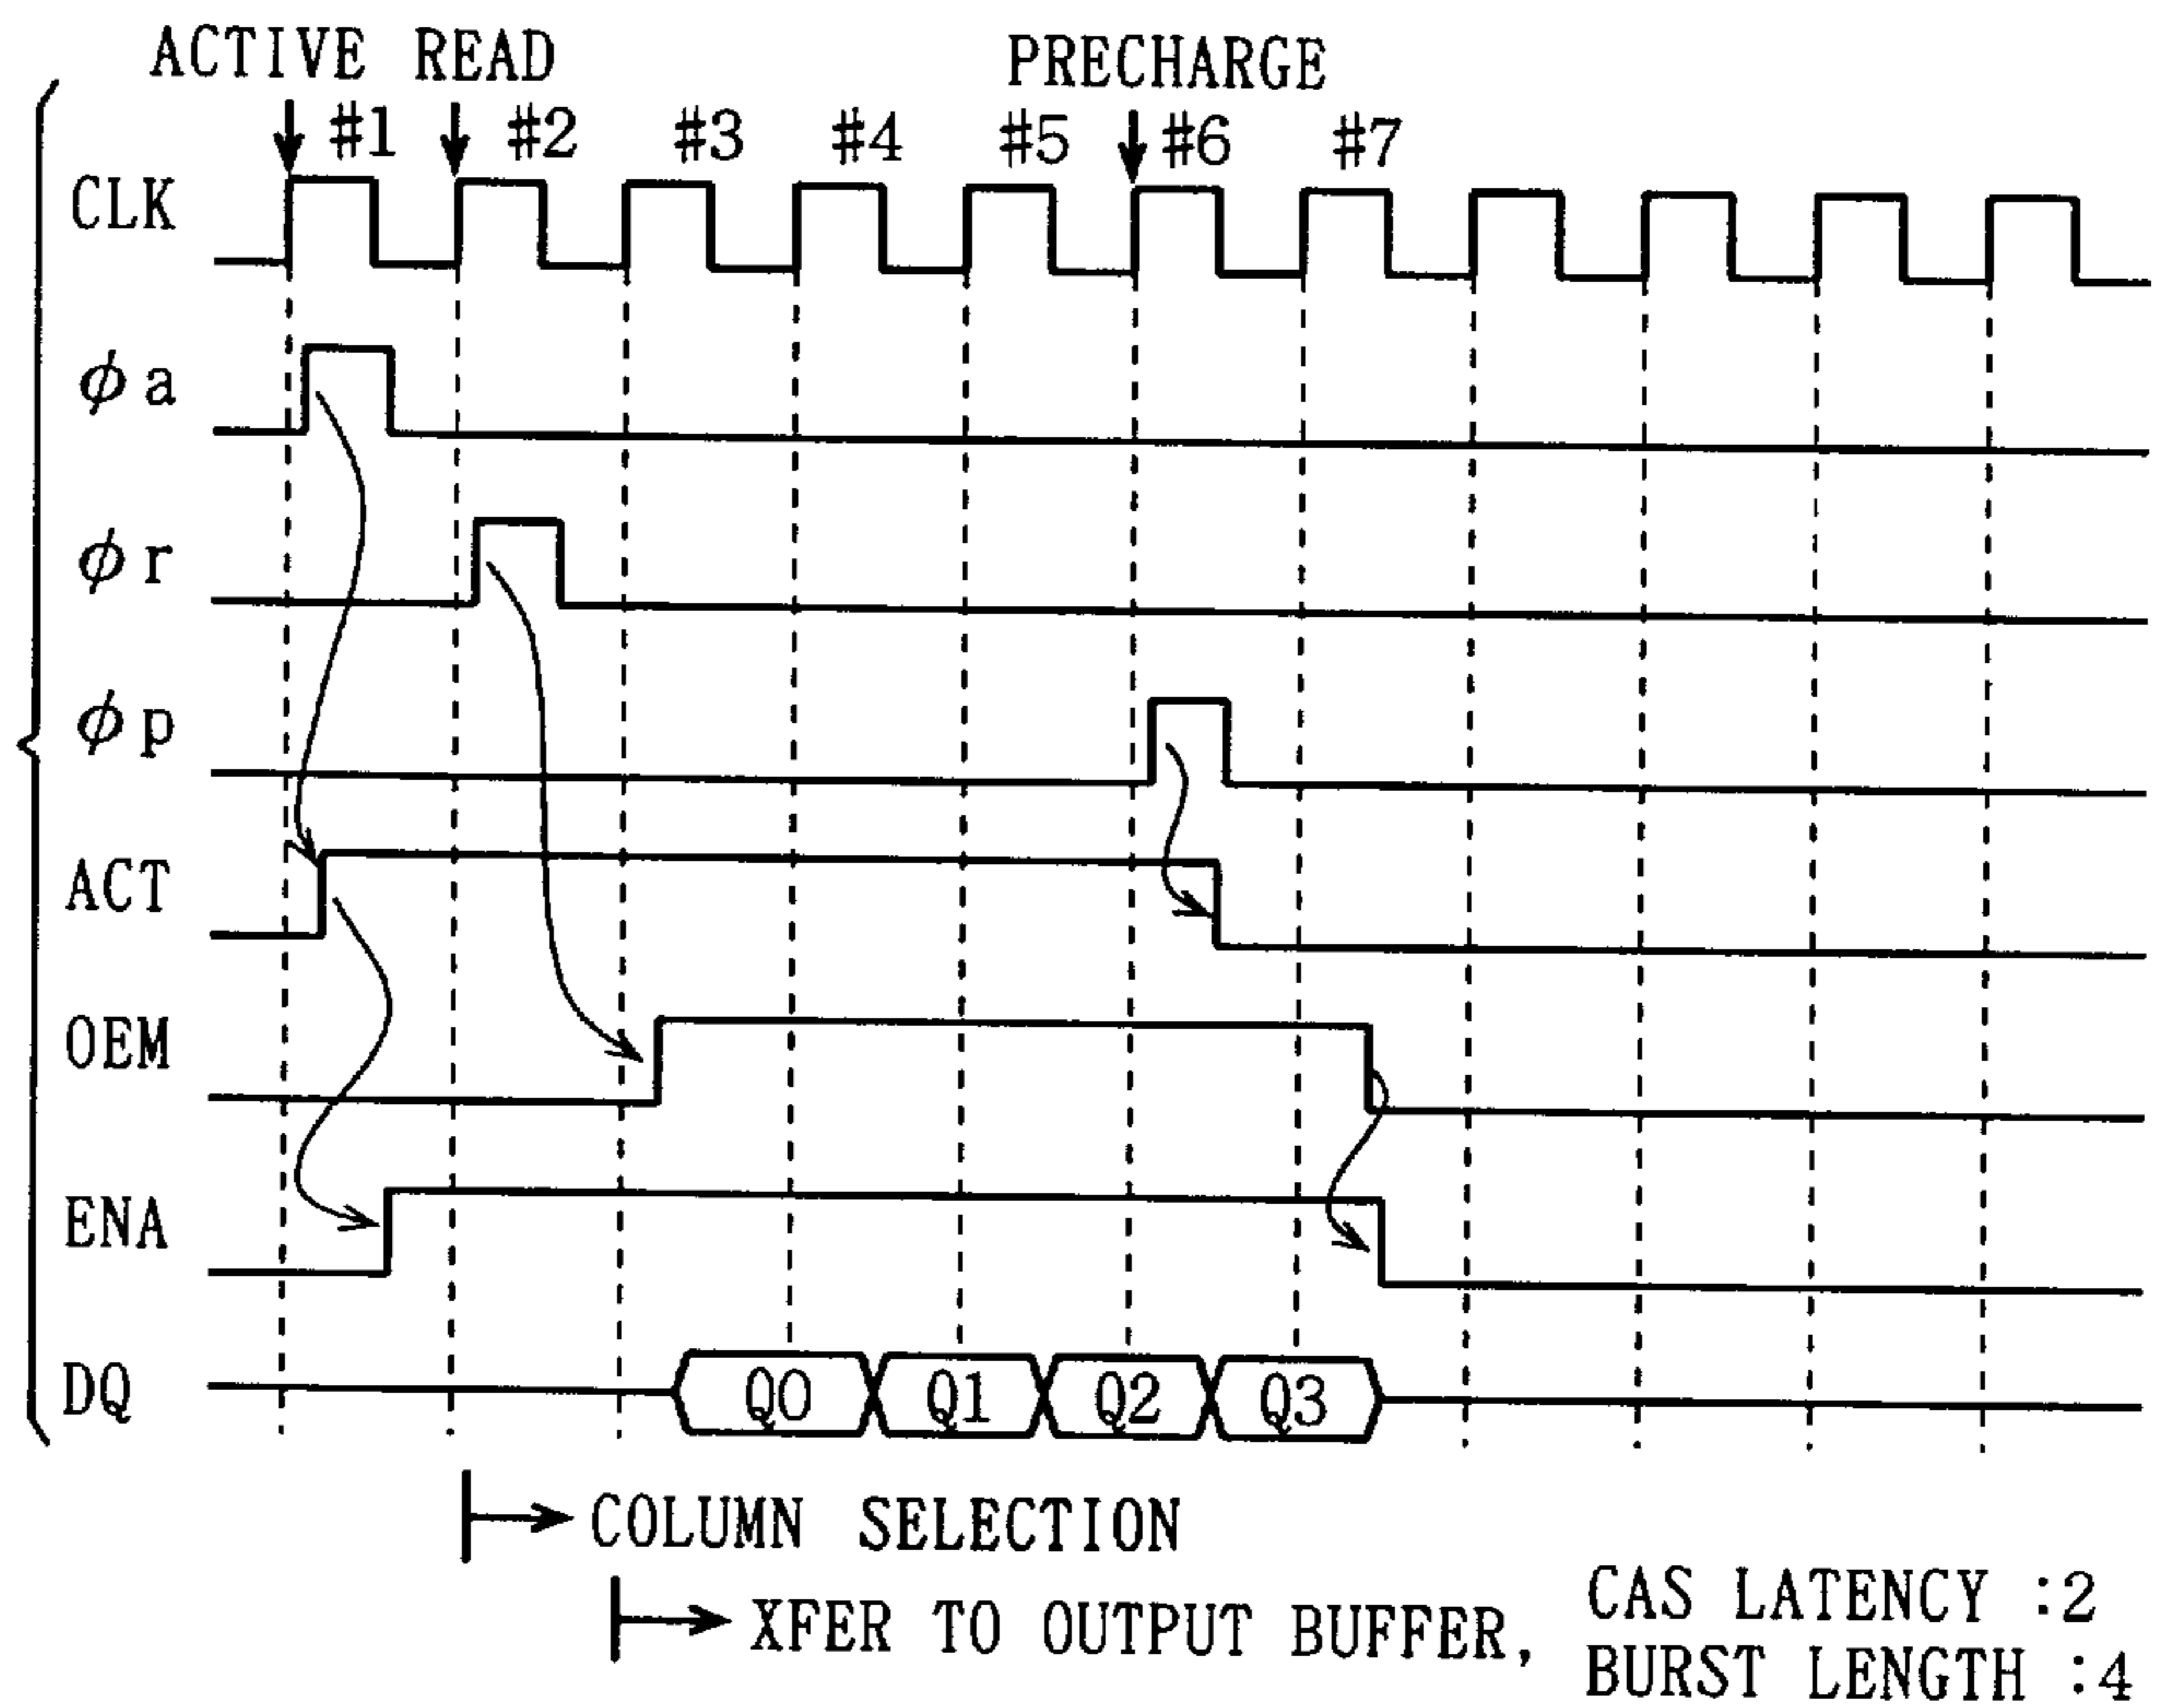 ACTIVE READ PRECHARGE
#1 #2 #3 #4 #5 #6 #7
CLK
φa
φr
φp
ACT
OEM
ENA
DQ Q0 Q1 Q2 Q3
COLUMN SELECTION
XFER TO OUTPUT BUFFER,
CAS LATENCY :2
BURST LENGTH :4